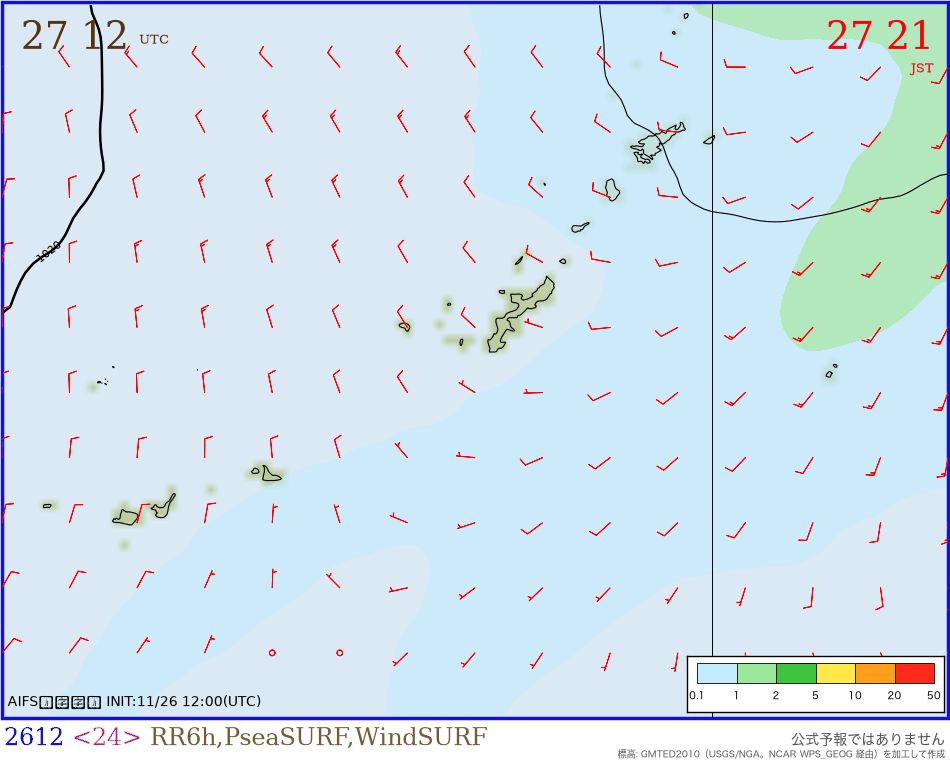 27 12 UTC
27 21
JST
1020
AIFS INIT:11/26 12:00(UTC)
0.1 1 2 5 10 20 50
2612 <24> RR6h,PseaSURF,WindSURF
公式予報ではありません
標高: GMTED2010（USGS/NGA。NCAR WPS_GEOG 経由）を加工して作成